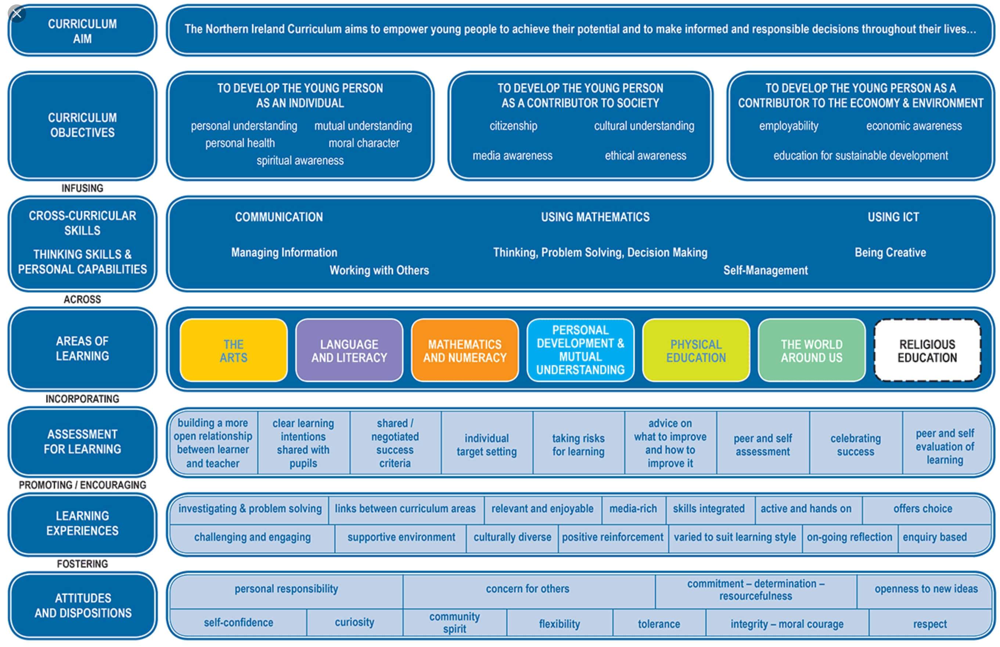 CURRICULUM
AIM
The Northern Ireland Curriculum aims to empower young people to achieve their potential and to make informed and responsible decisions throughout their lives...
CURRICULUM
OBJECTIVES
TO DEVELOP THE YOUNG PERSON
AS AN INDIVIDUAL
personal understanding mutual understanding
personal health moral character
spiritual awareness
TO DEVELOP THE YOUNG PERSON
AS A CONTRIBUTOR TO SOCIETY
citizenship cultural understanding
media awareness ethical awareness
TO DEVELOP THE YOUNG PERSON AS A
CONTRIBUTOR TO THE ECONOMY & ENVIRONMENT
employability economic awareness
education for sustainable development
INFUSING
CROSS-CURRICULAR
SKILLS
THINKING SKILLS &
PERSONAL CAPABILITIES
COMMUNICATION USING MATHEMATICS USING ICT
Managing Information Thinking, Problem Solving, Decision Making Being Creative
Working with Others Self-Management
ACROSS
AREAS OF
LEARNING
THE
ARTS
LANGUAGE
AND LITERACY
MATHEMATICS
AND NUMERACY
PERSONAL
DEVELOPMENT &
MUTUAL
UNDERSTANDING
PHYSICAL
EDUCATION
THE WORLD
AROUND US
RELIGIOUS
EDUCATION
INCORPORATING
ASSESSMENT
FOR LEARNING
building a more
open relationship
between learner
and teacher
clear learning
intentions
shared with
pupils
shared /
negotiated
success
criteria
individual
target setting
taking risks
for learning
advice on
what to improve
and how to
improve it
peer and self
assessment
celebrating
success
peer and self
evaluation of
learning
PROMOTING / ENCOURAGING
LEARNING
EXPERIENCES
investigating & problem solving links between curriculum areas relevant and enjoyable media-rich skills integrated active and hands on offers choice
challenging and engaging supportive environment culturally diverse positive reinforcement varied to suit learning style on-going reflection enquiry based
FOSTERING
ATTITUDES
AND DISPOSITIONS
personal responsibility
concern for others
commitment – determination –
resourcefulness
openness to new ideas
self-confidence
curiosity
community
spirit
flexibility
tolerance
integrity – moral courage
respect